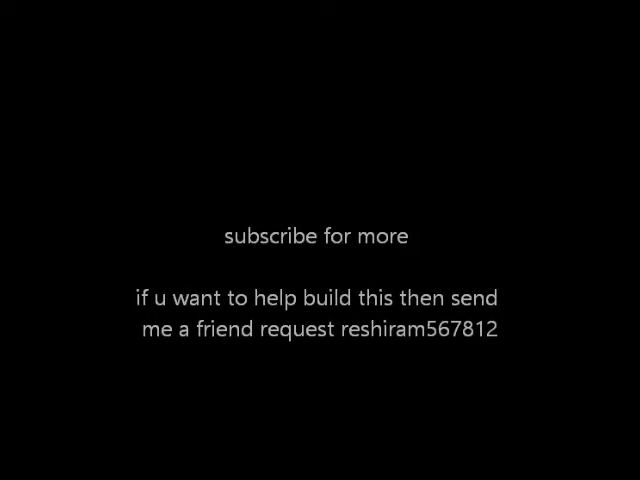 subscribe for more
if u want to help build this then send
me a friend request reshiram567812